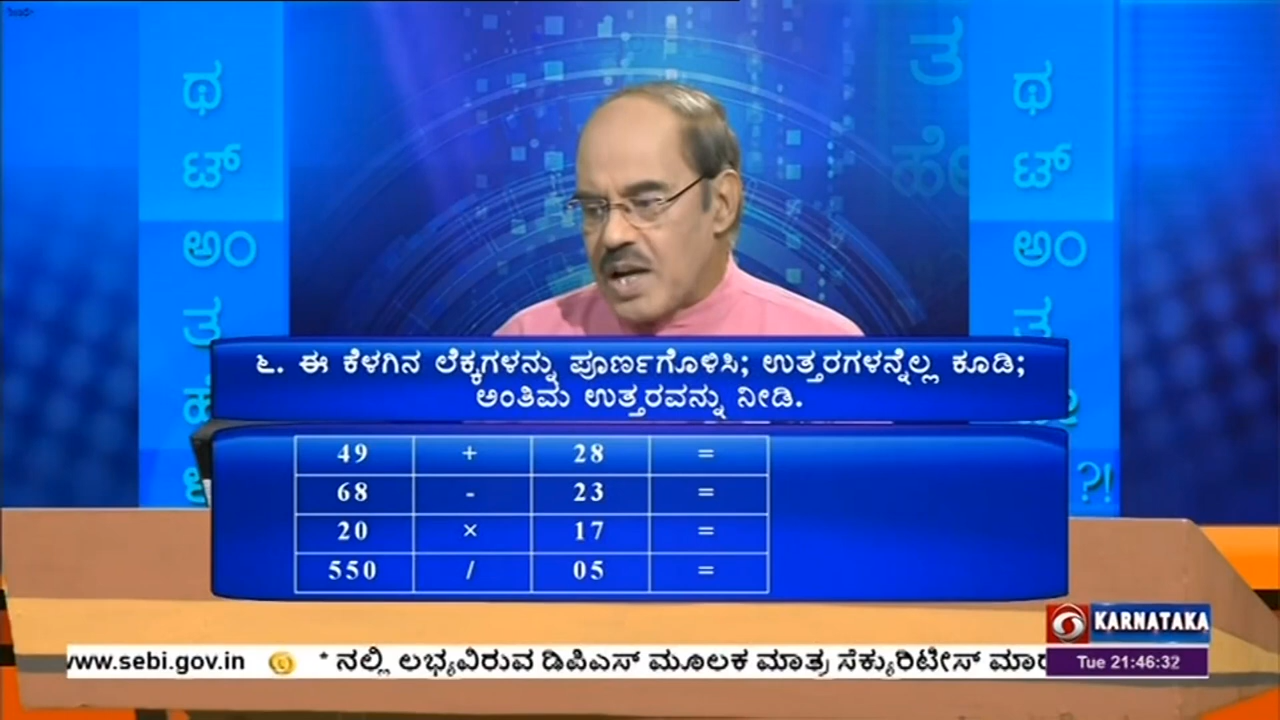 ಥ
ಥ
ಟ್
ಟ್
ಅಂ
ಅಂ
ತ
ಹೇ
೬. ಈ ಕೆಳಗಿನ ಲೆಕ್ಕಗಳನ್ನು ಪೂರ್ಣಗೊಳಿಸಿ; ಉತ್ತರಗಳನ್ನೆಲ್ಲ ಕೂಡಿ;
ಅಂತಿಮ ಉತ್ತರವನ್ನು ನೀಡಿ.
49 + 28 =
68 - 23 =
20 × 17 =
550 / 05 =
?!
KARNATAKA
www.sebi.gov.in * ನಲ್ಲಿ ಲಭ್ಯವಿರುವ ಡಿಪಿಎಸ್ ಮೂಲಕ ಮಾತ್ರ ಸೆಕ್ಯುರಿಟೀಸ್ ಮಾರ
Tue 21:46:32